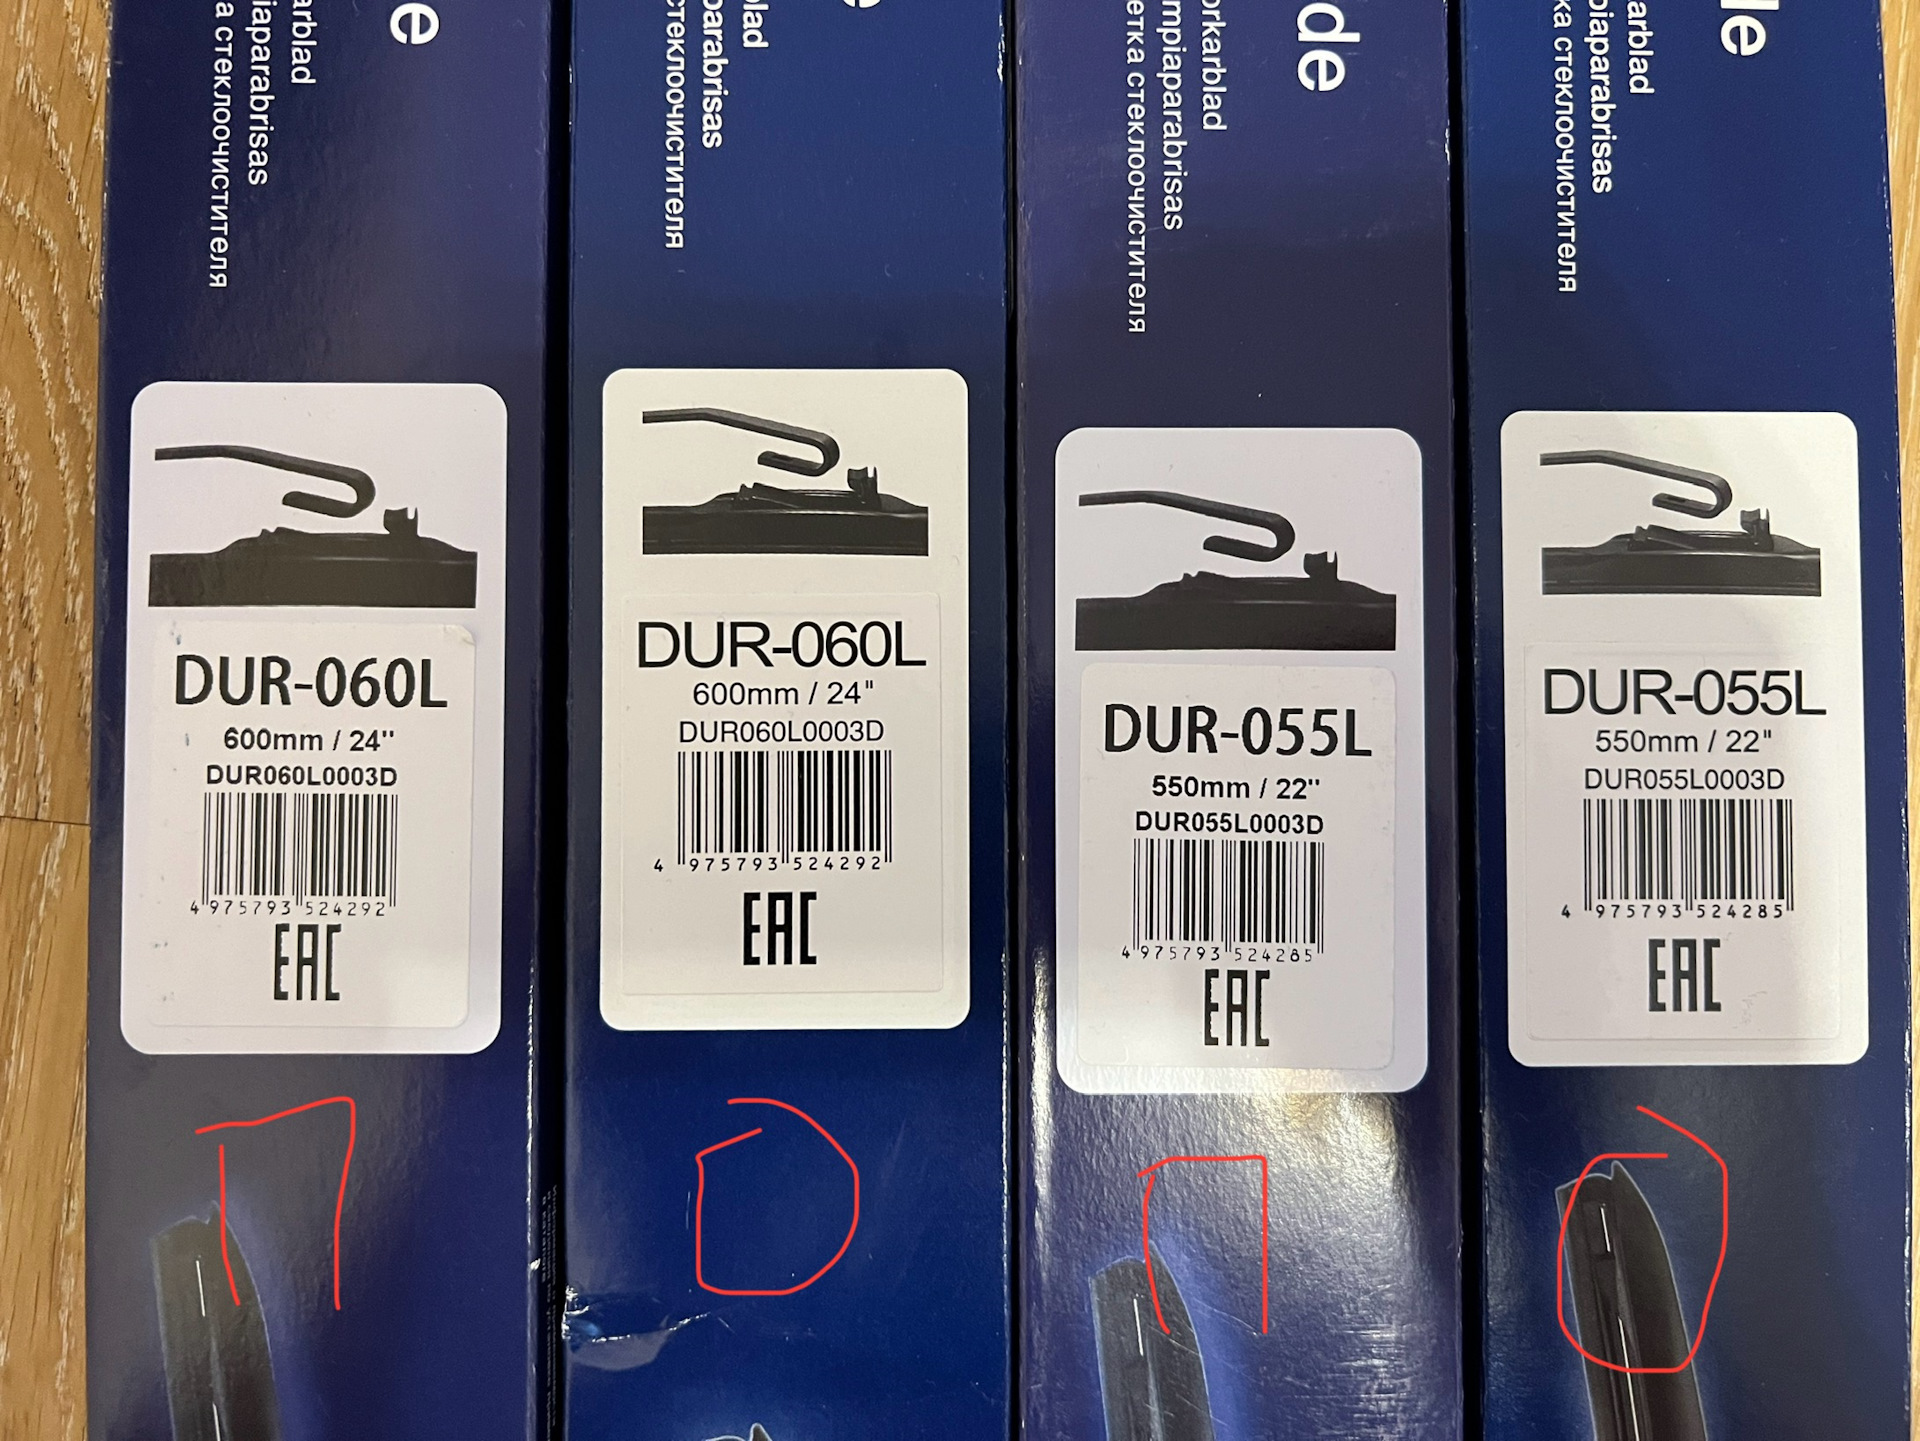 de
arblad
iaparabrisas
а стеклоочистителя
DUR-060L
600mm / 24"
DUR060L0003D
4 975793 524292
EAC
П
e
blad
parabrisas
стеклоочистителя
DUR-060L
600mm / 24"
DUR060L0003D
4 975793 524292
EAC
О
de
orkarblad
mpiaparabrisas
етка стеклоочистителя
DUR-055L
550mm / 22"
DUR055L0003D
4 975793 524285
EAC
П
de
arblad
piaparabrisas
ка стеклоочистителя
DUR-055L
550mm / 22"
DUR055L0003D
4 975793 524285
EAC
О